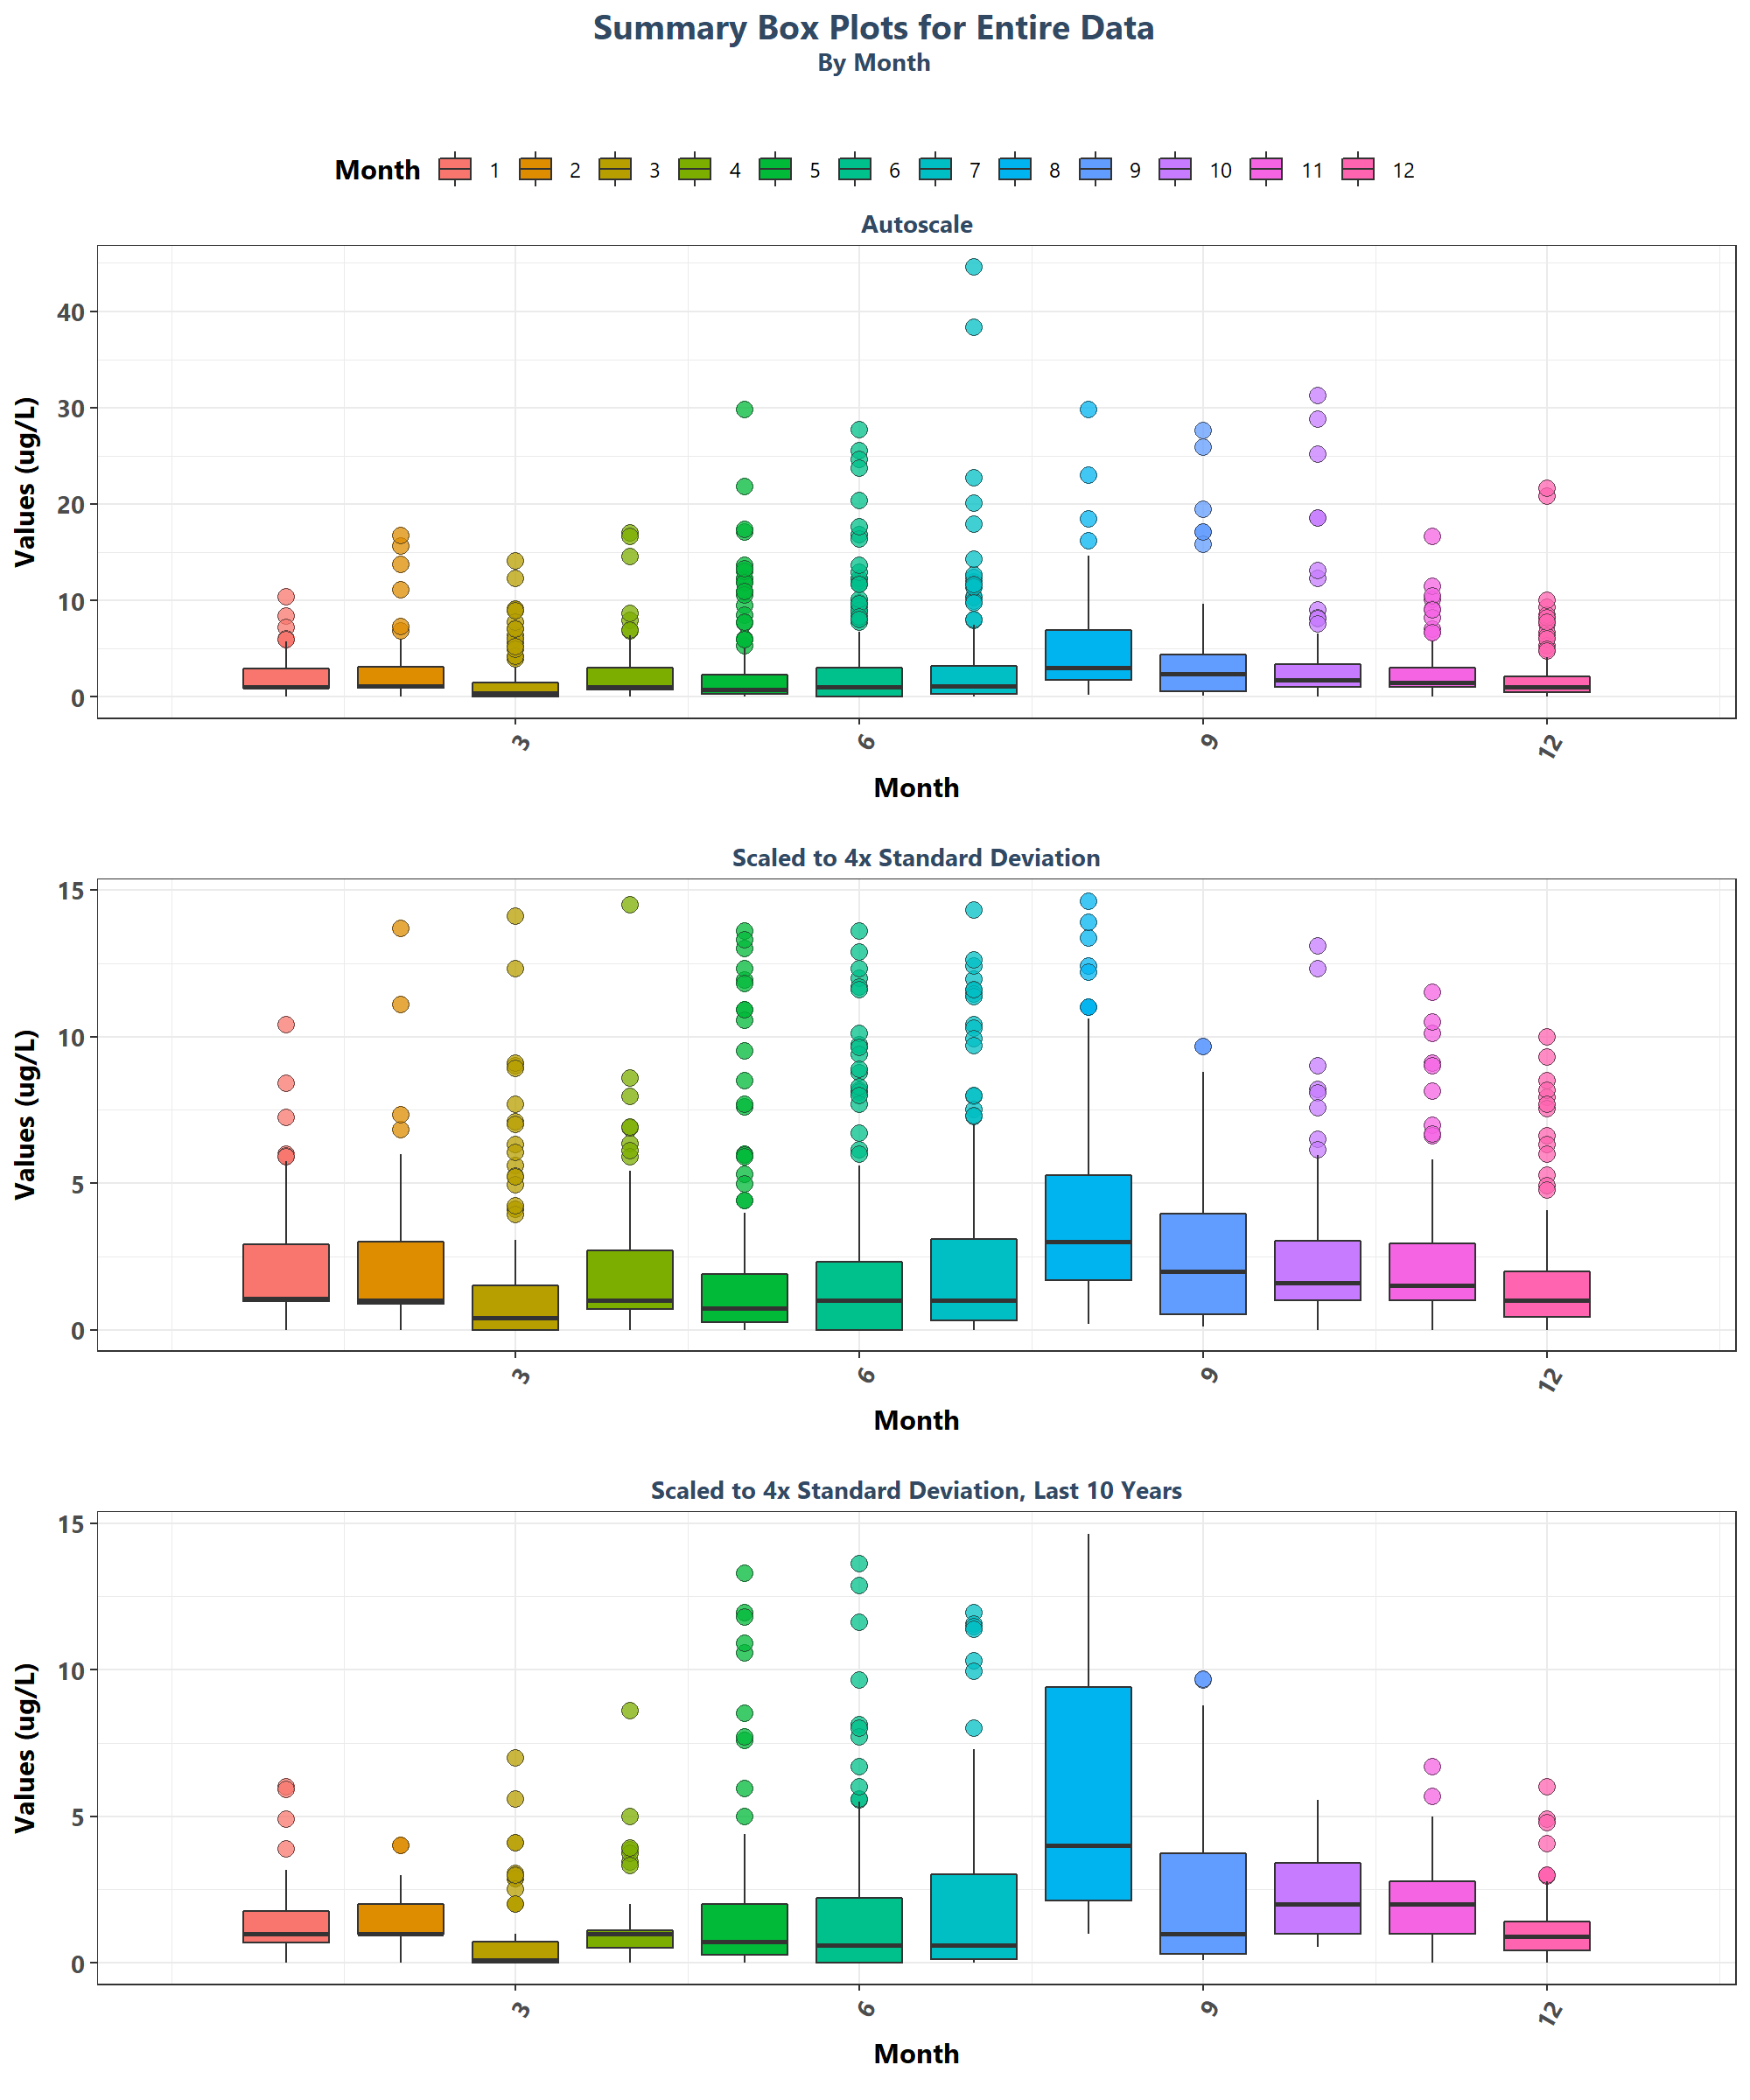 Summary Box Plots for Entire Data
By Month
Month 1 2 3 4 5 6 7 8 9 10 11 12
Autoscale
Values (ug/L)
40
30
20
10
0
3 6 9 12
Month
Scaled to 4x Standard Deviation
Values (ug/L)
15
10
5
0
3 6 9 12
Month
Scaled to 4x Standard Deviation, Last 10 Years
Values (ug/L)
15
10
5
0
3 6 9 12
Month